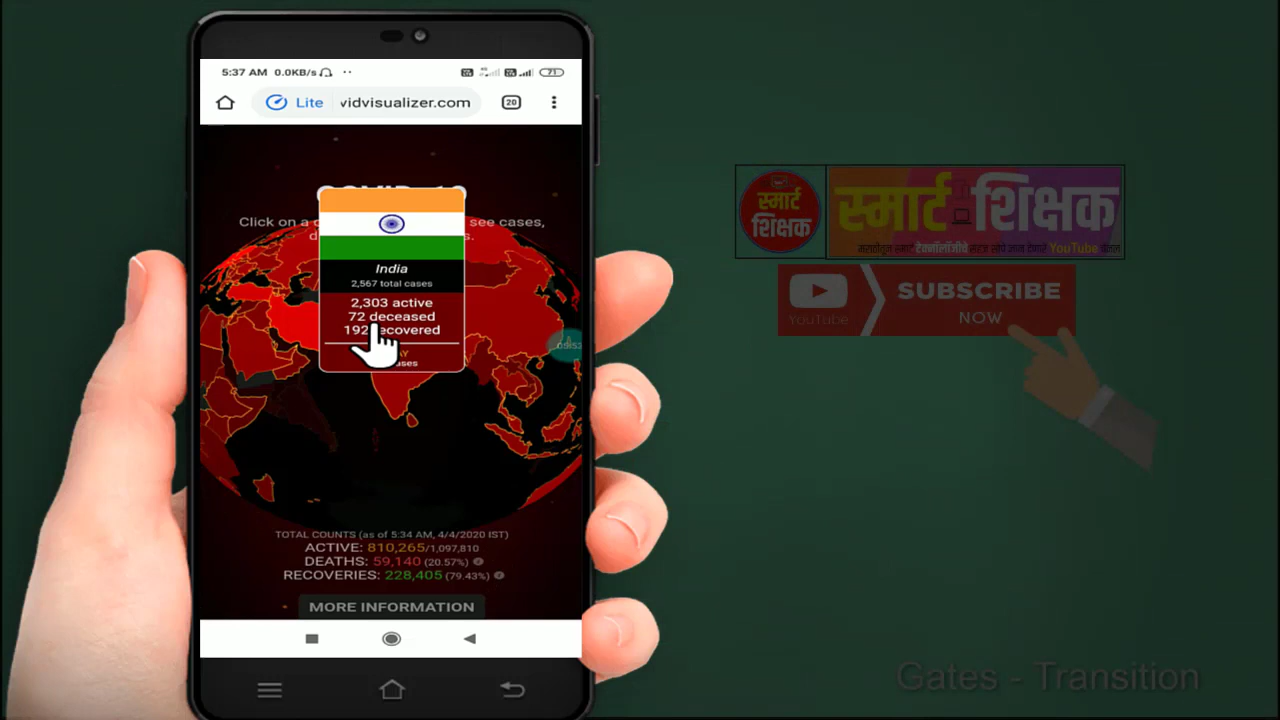 5:37 AM 0.0KB/s
71
Lite
vidvisualizer.com
20
Click on a
see cases,
India
2,567 total cases
2,303 active
72 deceased
192 recovered
TOTAL COUNTS (as of 5:34 AM, 4/4/2020 IST)
ACTIVE: 810,265/1,097,810
DEATHS: 59,140 (20.57%)
RECOVERIES: 228,405 (79.43%)
MORE INFORMATION
स्मार्ट
शिक्षक
स्मार्ट शिक्षक
YouTube
YouTube
SUBSCRIBE
NOW
Gates - Transition